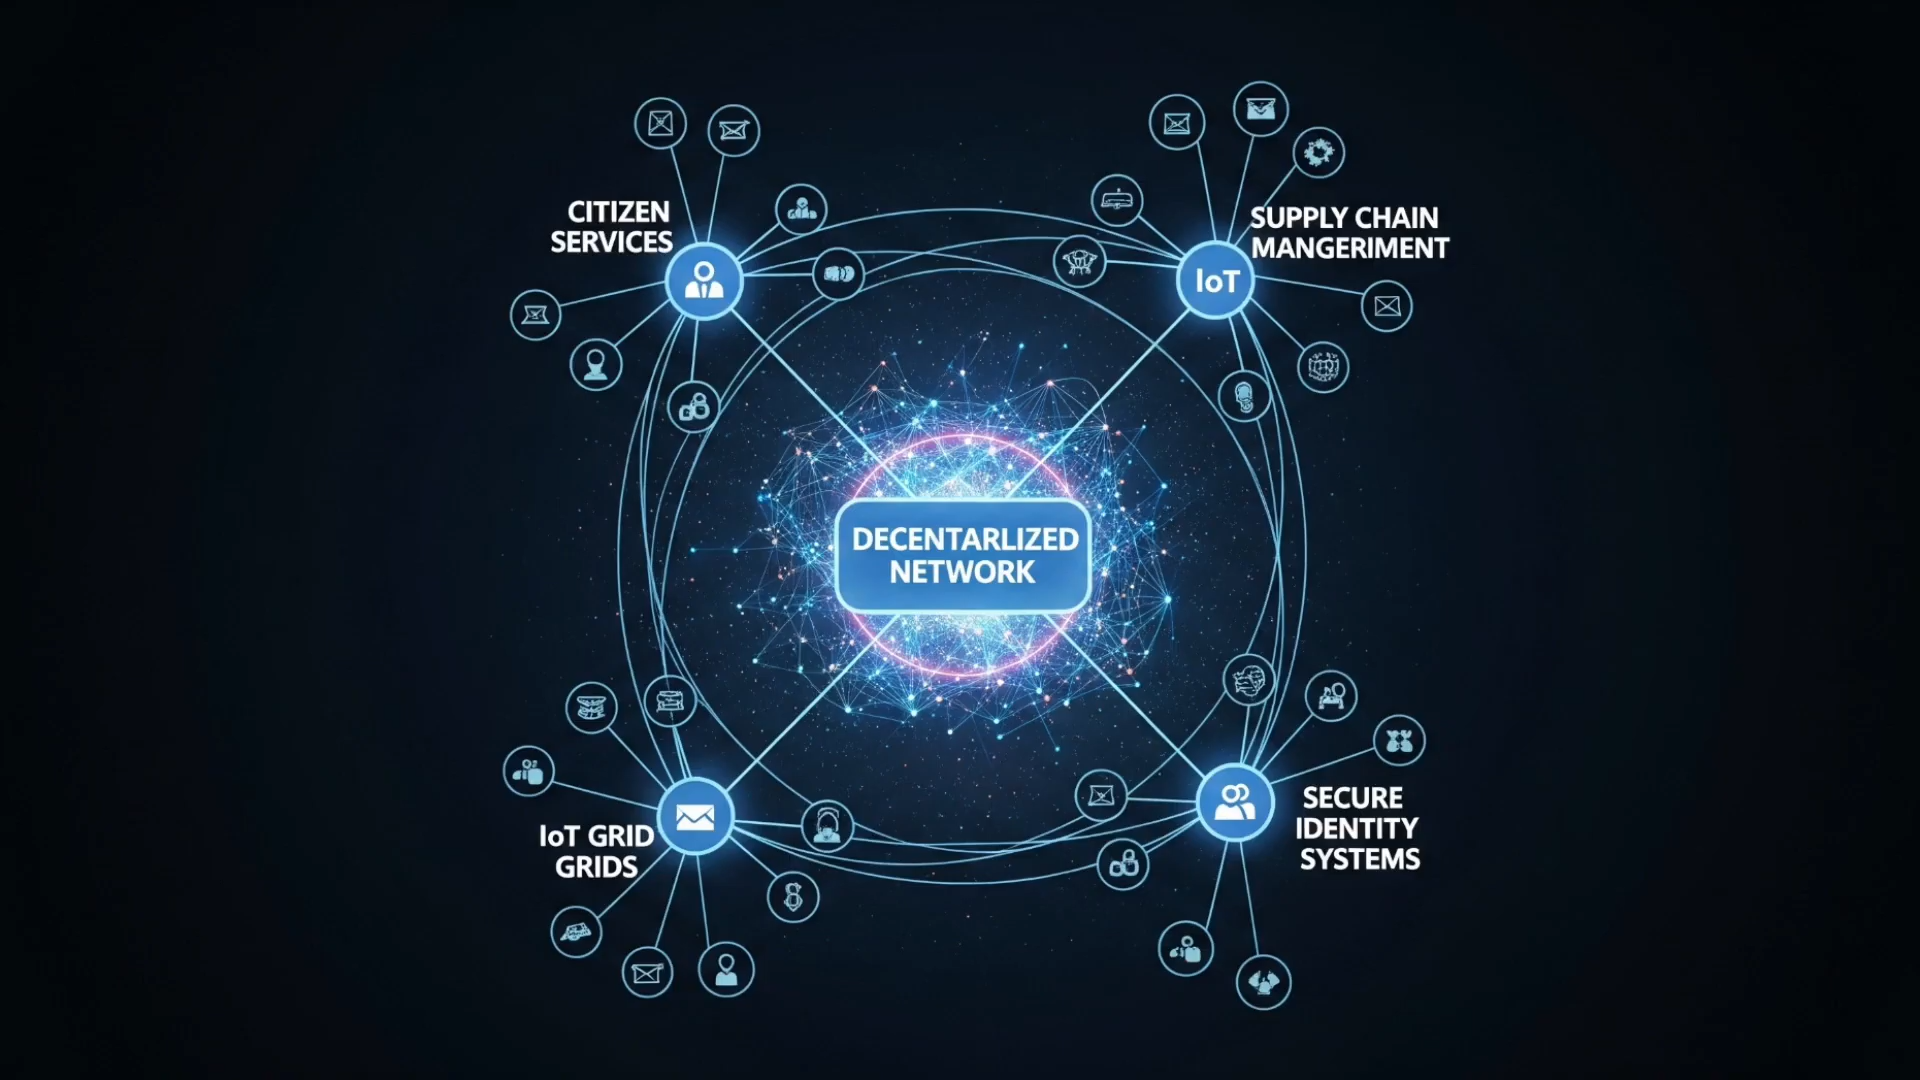 CITIZEN
SERVICES
SUPPLY CHAIN
MANGERIMENT
IoT
DECENTARLIZED
NETWORK
IoT GRID
GRIDS
SECURE
IDENTITY
SYSTEMS